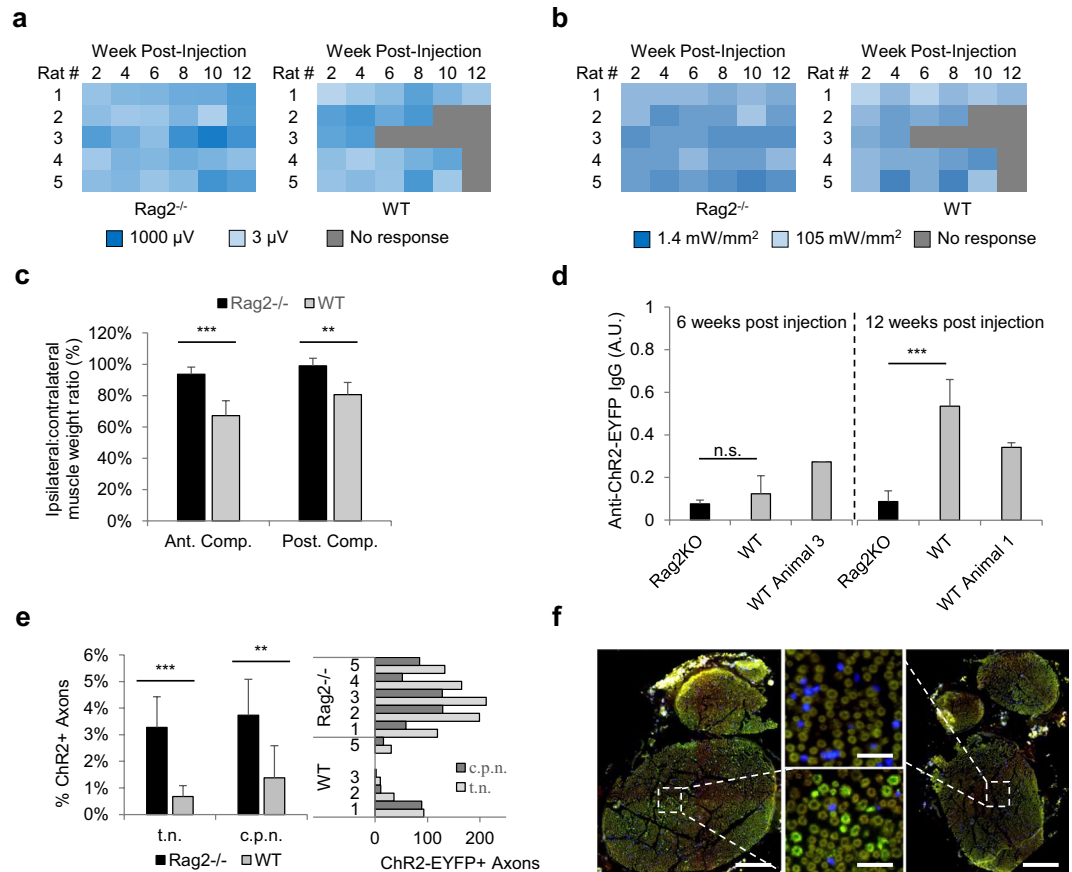 a
Week Post-Injection Week Post-Injection
Rat # 2 4 6 8 10 12 2 4 6 8 10 12
1 1
2 2
3 3
4 4
5 5
Rag2-/- WT
1000 µV 3 µV No response
b
Week Post-Injection Week Post-Injection
Rat # 2 4 6 8 10 12 2 4 6 8 10 12
1 1
2 2
3 3
4 4
5 5
Rag2-/- WT
1.4 mW/mm² 105 mW/mm² No response
c
Rag2-/- WT
Ipsilateral:contralateral
muscle weight ratio (%)
120%
100%
80%
60%
40%
20%
0%
*** **
Ant. Comp. Post. Comp.
d
Anti-ChR2-EYFP IgG (A.U.)
1
0.8
0.6
0.4
0.2
0
6 weeks post injection 12 weeks post injection
n.s. ***
Rag2KO WT WT Animal 3 Rag2KO WT WT Animal 1
e
% ChR2+ Axons
6%
5%
4%
3%
2%
1%
0%
*** **
t.n. c.p.n.
Rag2-/- WT
Rag2-/-
5
4
3
2
1
WT
5
3
2
1
c.p.n.
t.n.
0 100 200
ChR2-EYFP+ Axons
f